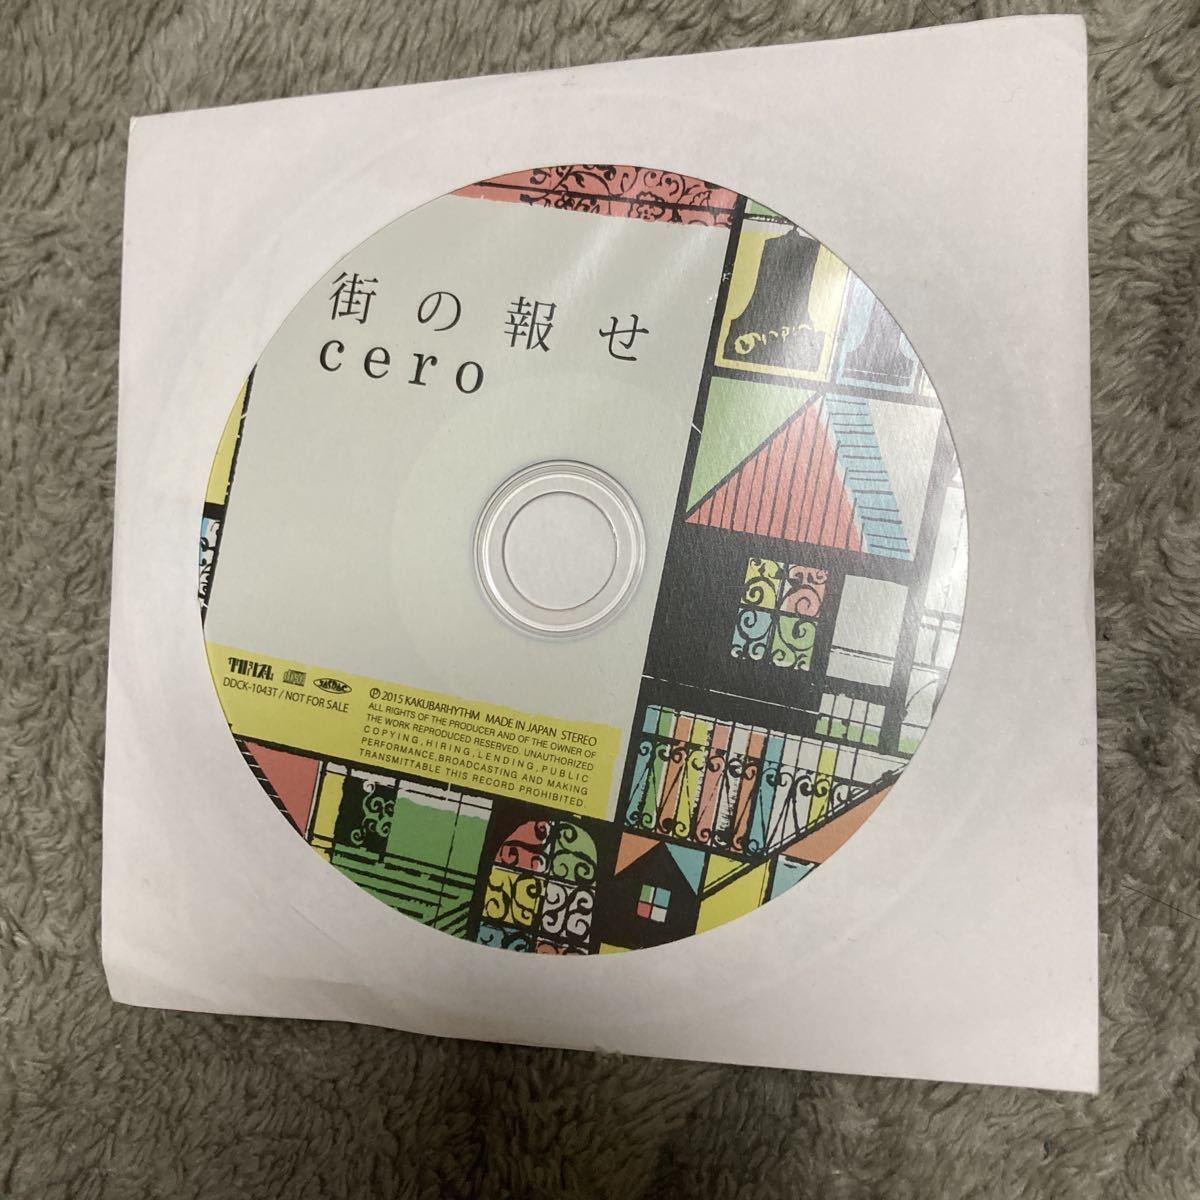 街の報せ
cero
DDCK-1043T / NOT FOR SALE
Ⓟ 2015 KAKUBARHYTHM MADE IN JAPAN STEREO
ALL RIGHTS OF THE PRODUCER AND OF THE OWNER OF
THE WORK REPRODUCED RESERVED. UNAUTHORIZED
COPYING, HIRING, LENDING, PUBLIC
PERFORMANCE, BROADCASTING AND MAKING
TRANSMITTABLE THIS RECORD PROHIBITED.